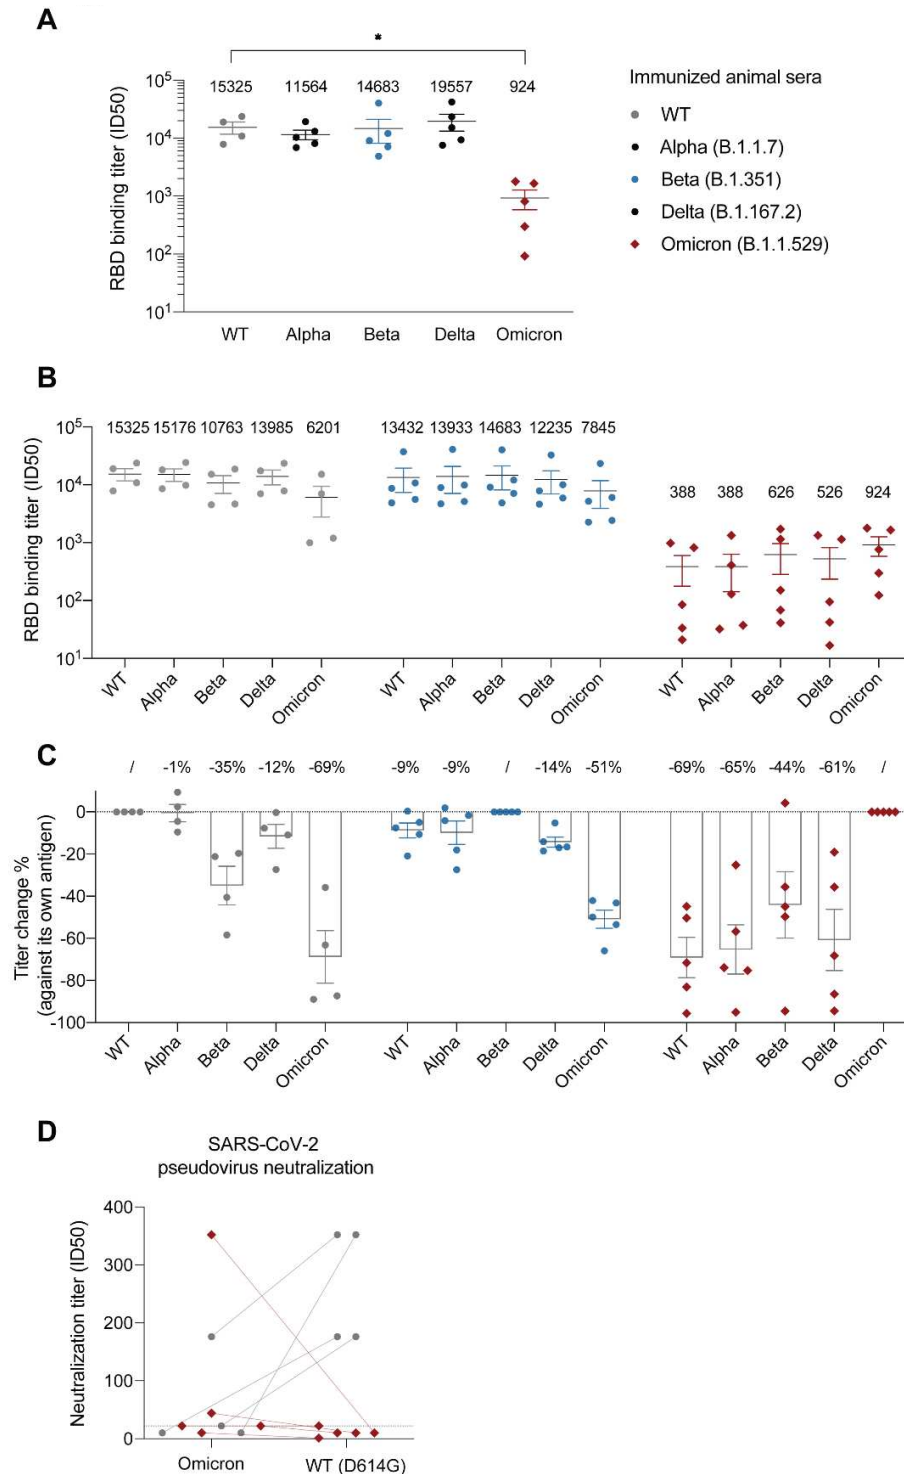 A
*
15325 11564 14683 19557 924
10^5
10^4
10^3
10^2
10^1
RBD binding titer (ID50)
WT Alpha Beta Delta Omicron
Immunized animal sera
WT
Alpha (B.1.1.7)
Beta (B.1.351)
Delta (B.1.167.2)
Omicron (B.1.1.529)
B
15325 15176 10763 13985 6201 13432 13933 14683 12235 7845
388 388 626 526 924
10^5
10^4
10^3
10^2
10^1
RBD binding titer (ID50)
WT Alpha Beta Delta Omicron WT Alpha Beta Delta Omicron WT Alpha Beta Delta Omicron
C
/ -1% -35% -12% -69% -9% -9% / -14% -51% -69% -65% -44% -61% /
0
-20
-40
-60
-80
-100
Titer change %
(against its own antigen)
WT Alpha Beta Delta Omicron WT Alpha Beta Delta Omicron WT Alpha Beta Delta Omicron
D
SARS-CoV-2
pseudovirus neutralization
400
300
200
100
0
Neutralization titer (ID50)
Omicron WT (D614G)